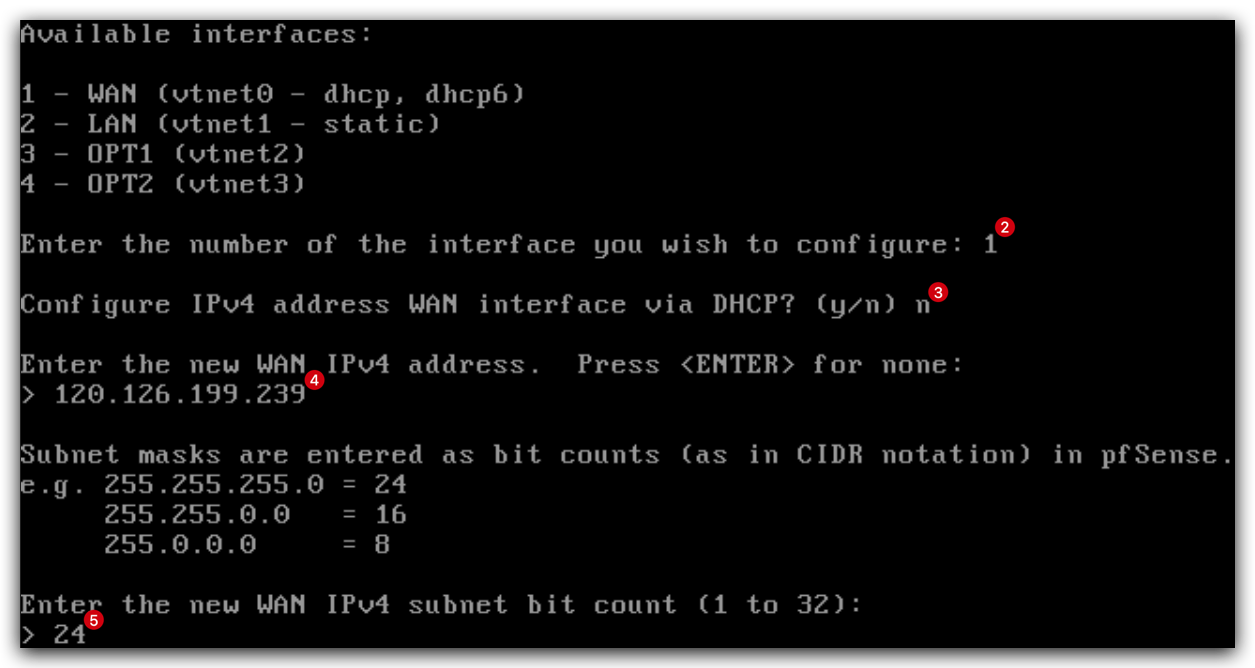 Available interfaces:
1 - WAN (vtnet0 - dhcp, dhcp6)
2 - LAN (vtnet1 - static)
3 - OPT1 (vtnet2)
4 - OPT2 (vtnet3)
Enter the number of the interface you wish to configure: 1 2
Configure IPv4 address WAN interface via DHCP? (y/n) n 3
Enter the new WAN IPv4 address.  Press <ENTER> for none:
> 120.126.199.239 4
Subnet masks are entered as bit counts (as in CIDR notation) in pfSense.
e.g. 255.255.255.0 = 24
     255.255.0.0   = 16
     255.0.0.0     = 8
Enter the new WAN IPv4 subnet bit count (1 to 32):
> 24 5